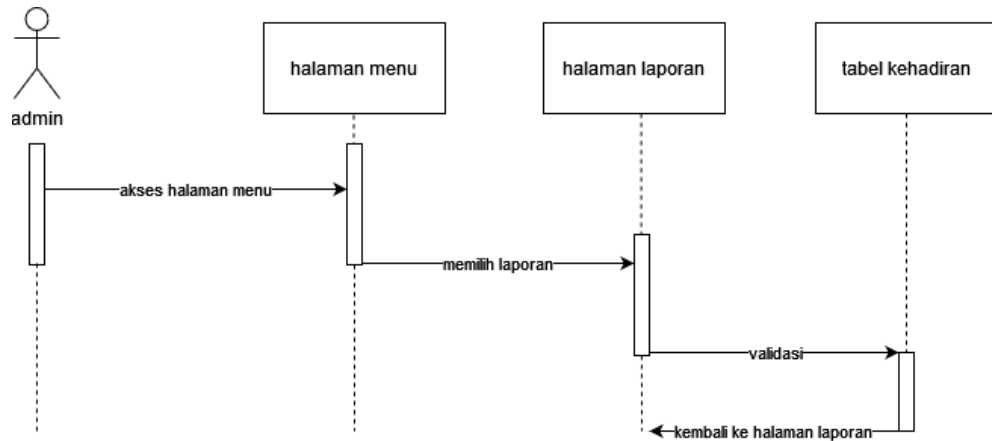 halaman menu
halaman laporan
tabel kehadiran
admin
akses halaman menu
memilih laporan
validasi
kembali ke halaman laporan